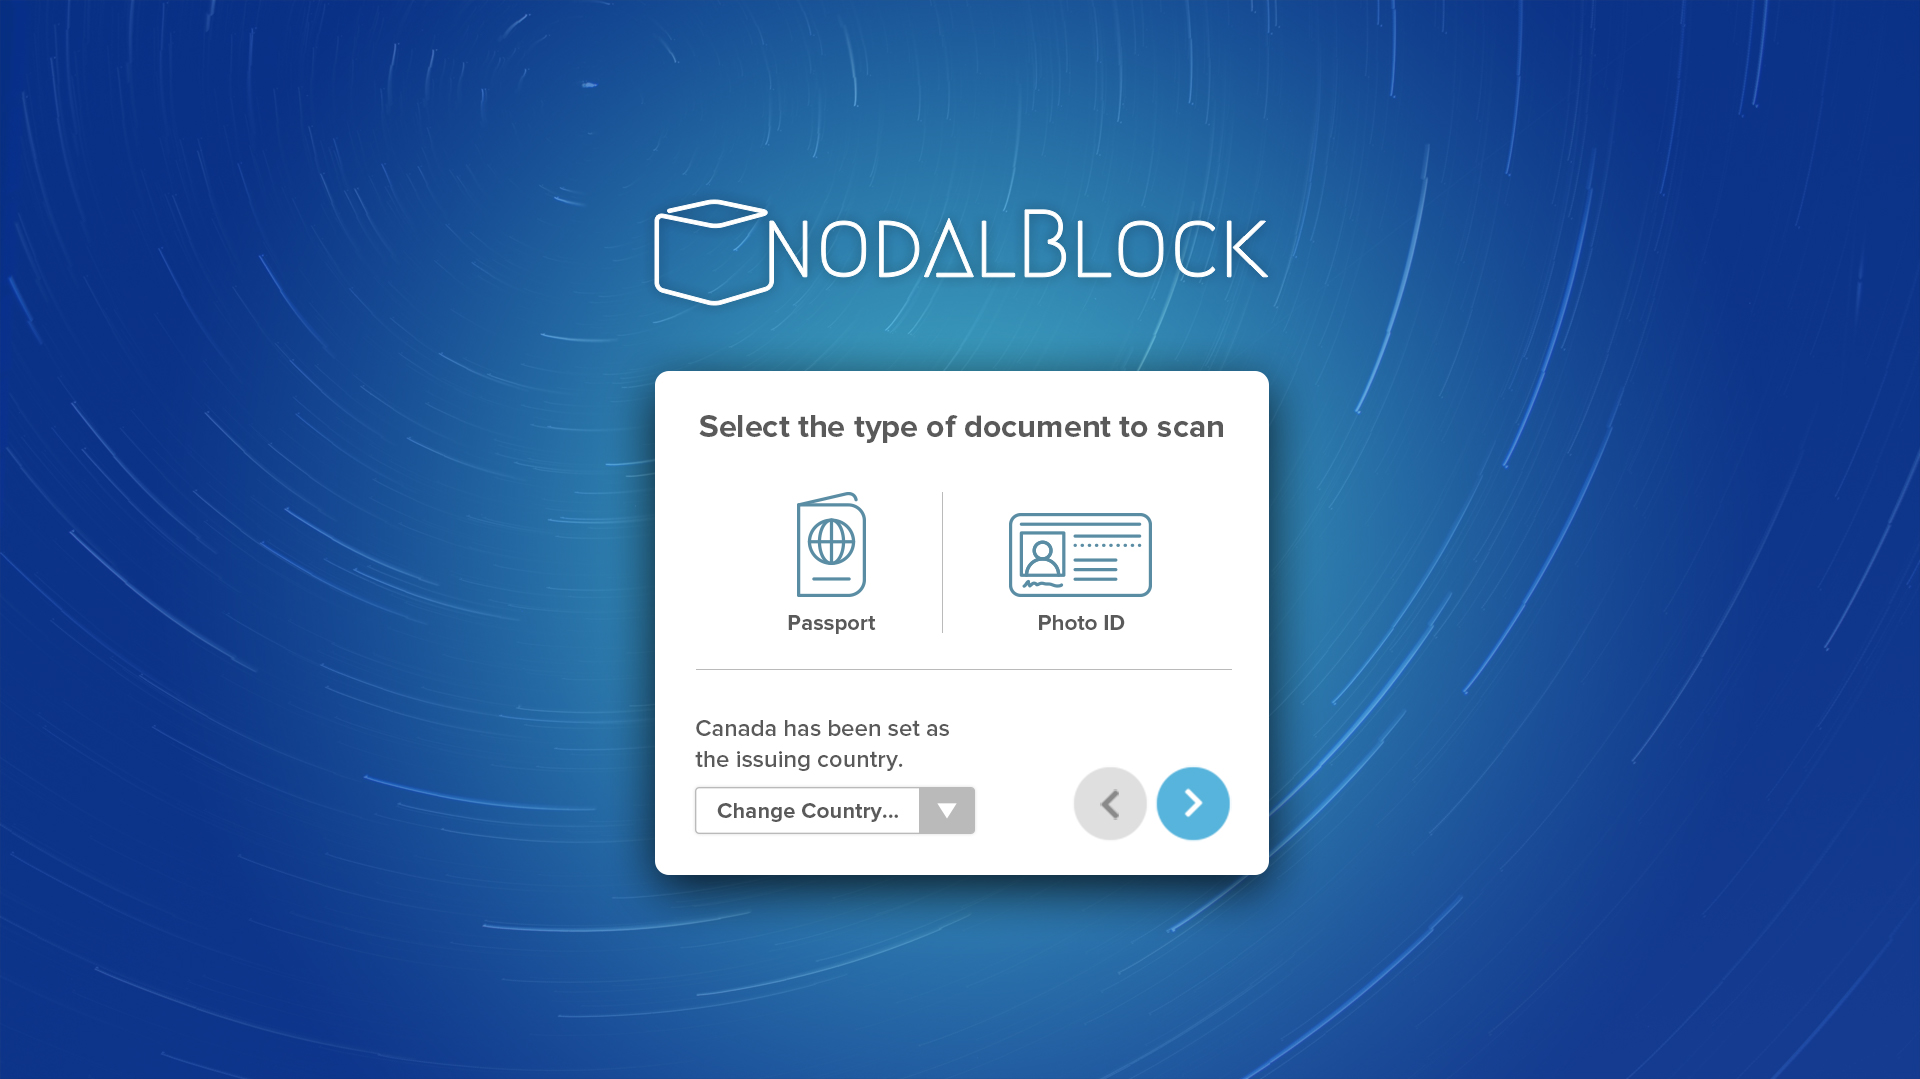 NODALBLOCK
Select the type of document to scan
Passport
Photo ID
Canada has been set as
the issuing country.
Change Country...